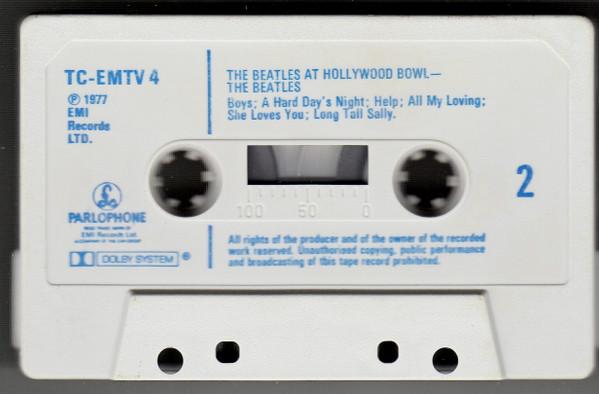 TC-EMTV 4
℗ 1977
EMI
Records
LTD.
THE BEATLES AT HOLLYWOOD BOWL—
THE BEATLES
Boys; A Hard Day's Night; Help; All My Loving;
She Loves You; Long Tall Sally.
100 50 0
2
PARLOPHONE
EMI Records Ltd.
DOLBY SYSTEM ®
All rights of the producer and of the owner of the recorded
work reserved. Unauthorised copying, public performance
and broadcasting of this tape record prohibited.